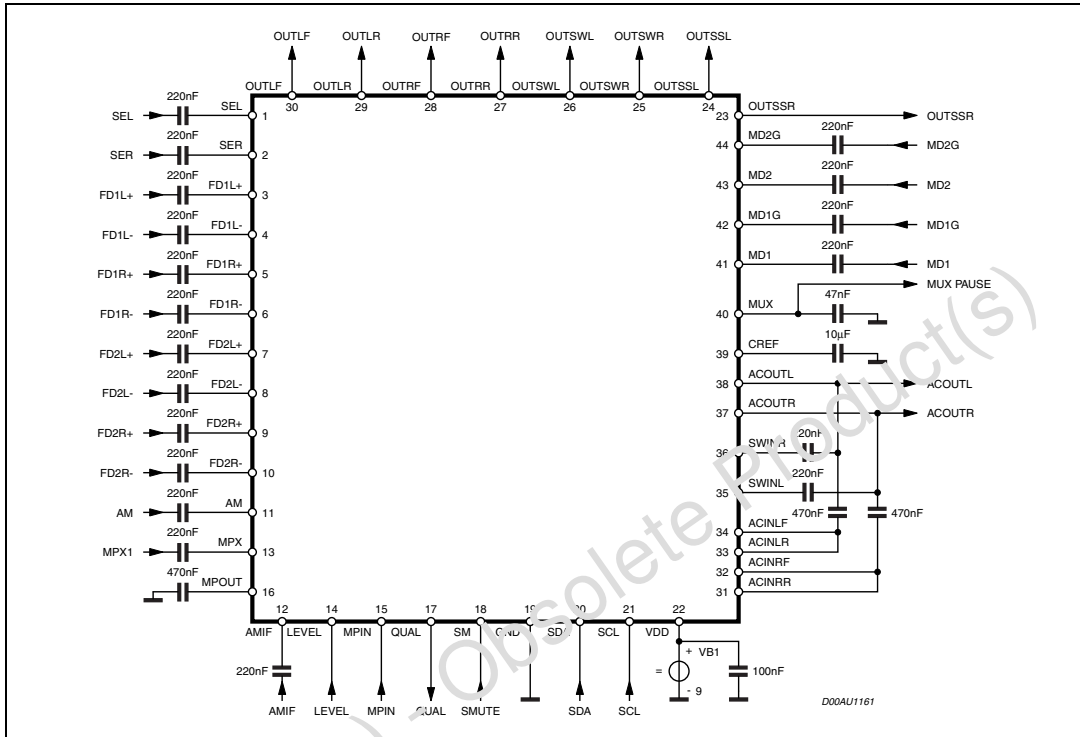 OUTLF OUTLR OUTRF OUTRR OUTSWL OUTSWR OUTSSL
OUTLF OUTLR OUTRF OUTRR OUTSWL OUTSWR OUTSSL
30 29 28 27 26 25 24
SEL 220nF SEL 1
SER 220nF SER 2
FD1L+ 220nF FD1L+ 3
FD1L- 220nF FD1L- 4
FD1R+ 220nF FD1R+ 5
FD1R- 220nF FD1R- 6
FD2L+ 220nF FD2L+ 7
FD2L- 220nF FD2L- 8
FD2R+ 220nF FD2R+ 9
FD2R- 220nF FD2R- 10
AM 220nF AM 11
MPX1 220nF MPX 13
470nF MPOUT 16
23 OUTSSR OUTSSR
44 MD2G 220nF MD2G
43 MD2 220nF MD2
42 MD1G 220nF MD1G
41 MD1 220nF MD1
MUX PAUSE
40 MUX 47nF
39 CREF 10μF
38 ACOUTL ACOUTL
37 ACOUTR ACOUTR
36 SWINR 20nF
35 SWINL 220nF
470nF 470nF
34 ACINLF
33 ACINLR
32 ACINRF
31 ACINRR
12 14 15 17 18 19 20 21 22
AMIF LEVEL MPIN QUAL SM GND SDA SCL VDD
220nF + VB1
= - 9 100nF
AMIF LEVEL MPIN QUAL SMUTE SDA SCL
D00AU1161
) - Obsolete Product(s)